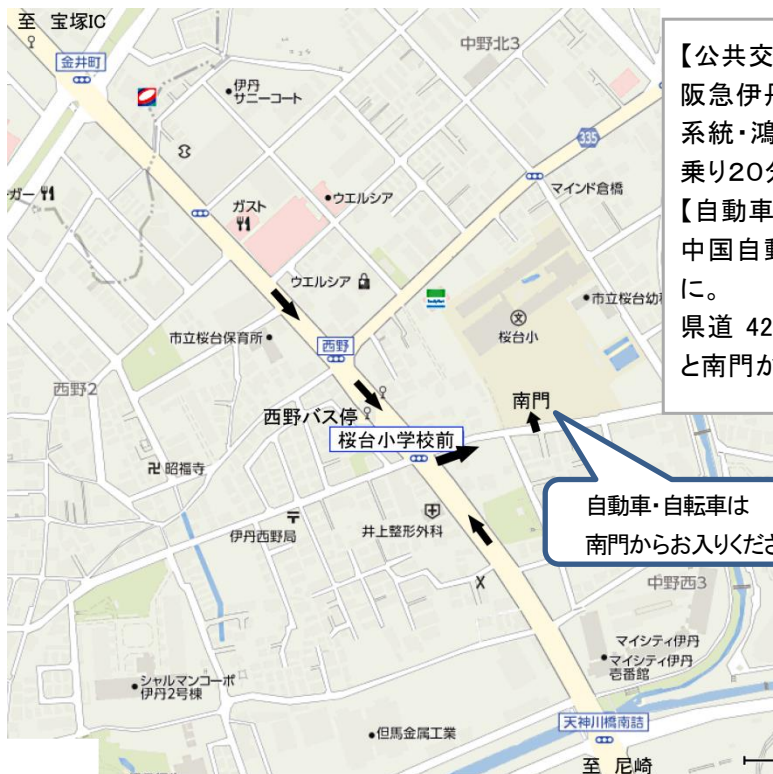 至 宝塚IC
金井町
中野北3
伊丹
サニーコート
335
ガー
ガスト
ウエルシア
マインド倉橋
ウエルシア
市立桜台幼
文
桜台小
市立桜台保育所
西野
西野2
南門
西野バス停
桜台小学校前
卍 昭福寺
〒
伊丹西野局
井上整形外科
X
中野西3
マイシティ伊丹
マイシティ伊丹
壱番館
シャルマンコーポ
伊丹2号棟
天神川橋南詰
但馬金属工業
至 尼崎
【公共交
阪急伊丹
系統・鴻
乗り20分
【自動車
中国自動
に。
県道 42
と南門か
自動車・自転車は
南門からお入りくださ